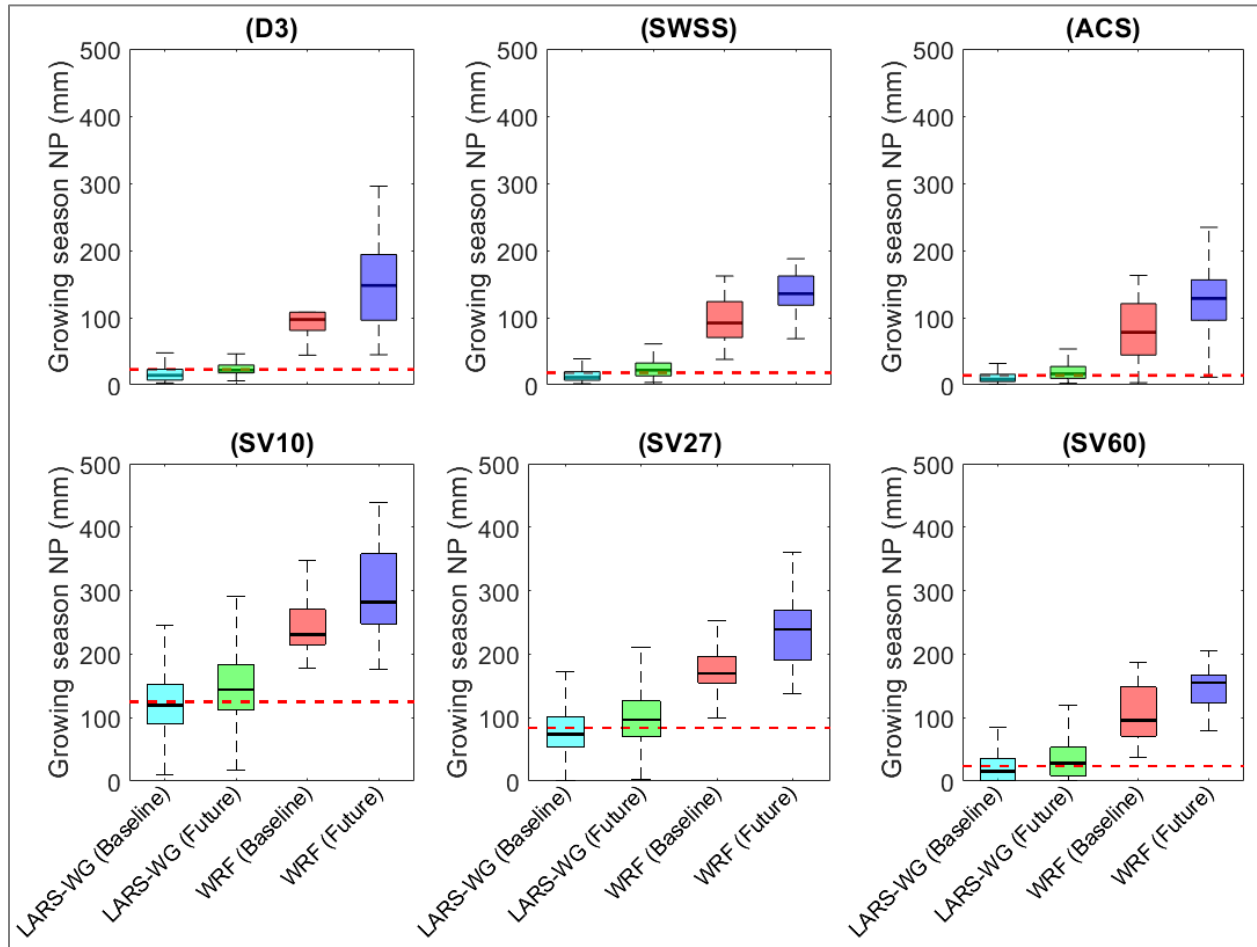 (D3)
(SWSS)
(ACS)
Growing season NP (mm)
500
400
300
200
100
0
Growing season NP (mm)
500
400
300
200
100
0
Growing season NP (mm)
500
400
300
200
100
0
(SV10)
(SV27)
(SV60)
Growing season NP (mm)
500
400
300
200
100
0
Growing season NP (mm)
500
400
300
200
100
0
Growing season NP (mm)
500
400
300
200
100
0
LARS-WG (Baseline)
LARS-WG (Future)
WRF (Baseline)
WRF (Future)
LARS-WG (Baseline)
LARS-WG (Future)
WRF (Baseline)
WRF (Future)
LARS-WG (Baseline)
LARS-WG (Future)
WRF (Baseline)
WRF (Future)